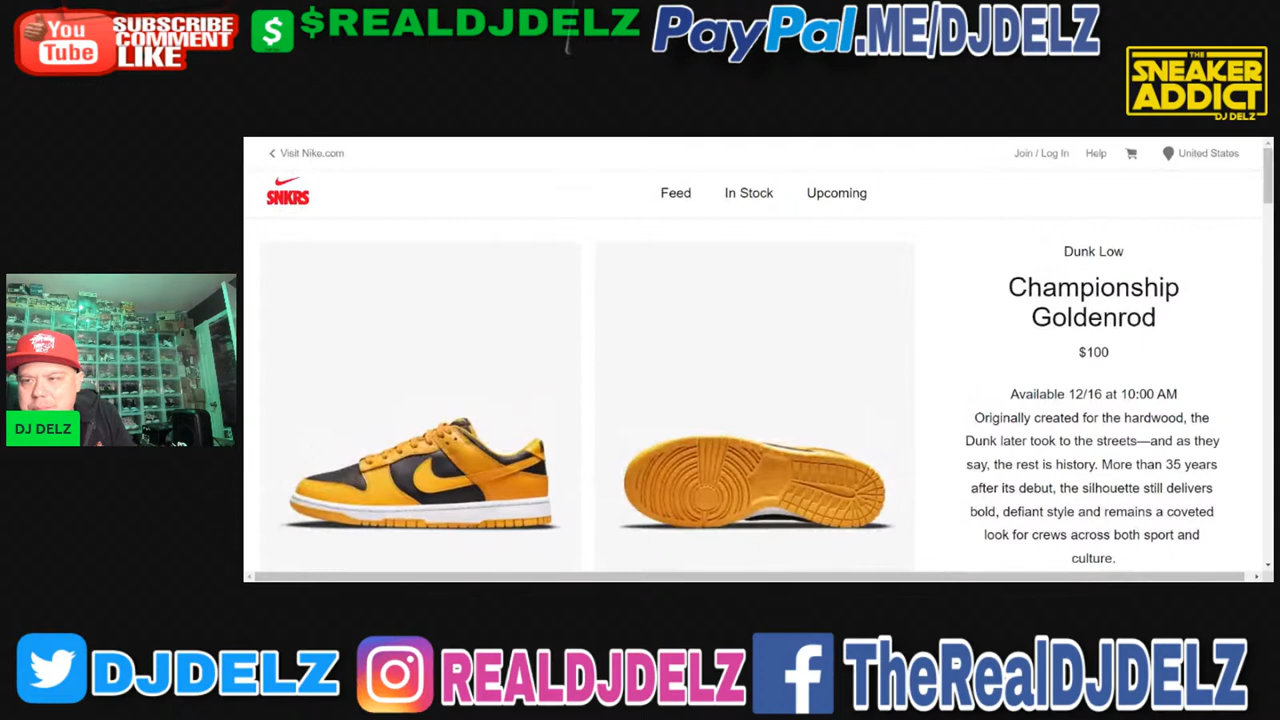 You Tube
SUBSCRIBE
COMMENT
LIKE
$ $REALDJDELZ
PayPal.ME/DJDELZ
THE
SNEAKER
ADDICT
DJ DELZ
Visit Nike.com
Join / Log In Help United States
SNKRS
Feed In Stock Upcoming
Dunk Low
Championship
Goldenrod
$100
Available 12/16 at 10:00 AM
Originally created for the hardwood, the
Dunk later took to the streets—and as they
say, the rest is history. More than 35 years
after its debut, the silhouette still delivers
bold, defiant style and remains a coveted
look for crews across both sport and
culture.
DJ DELZ
DJDELZ
REALDJDELZ
f TheRealDJDELZ